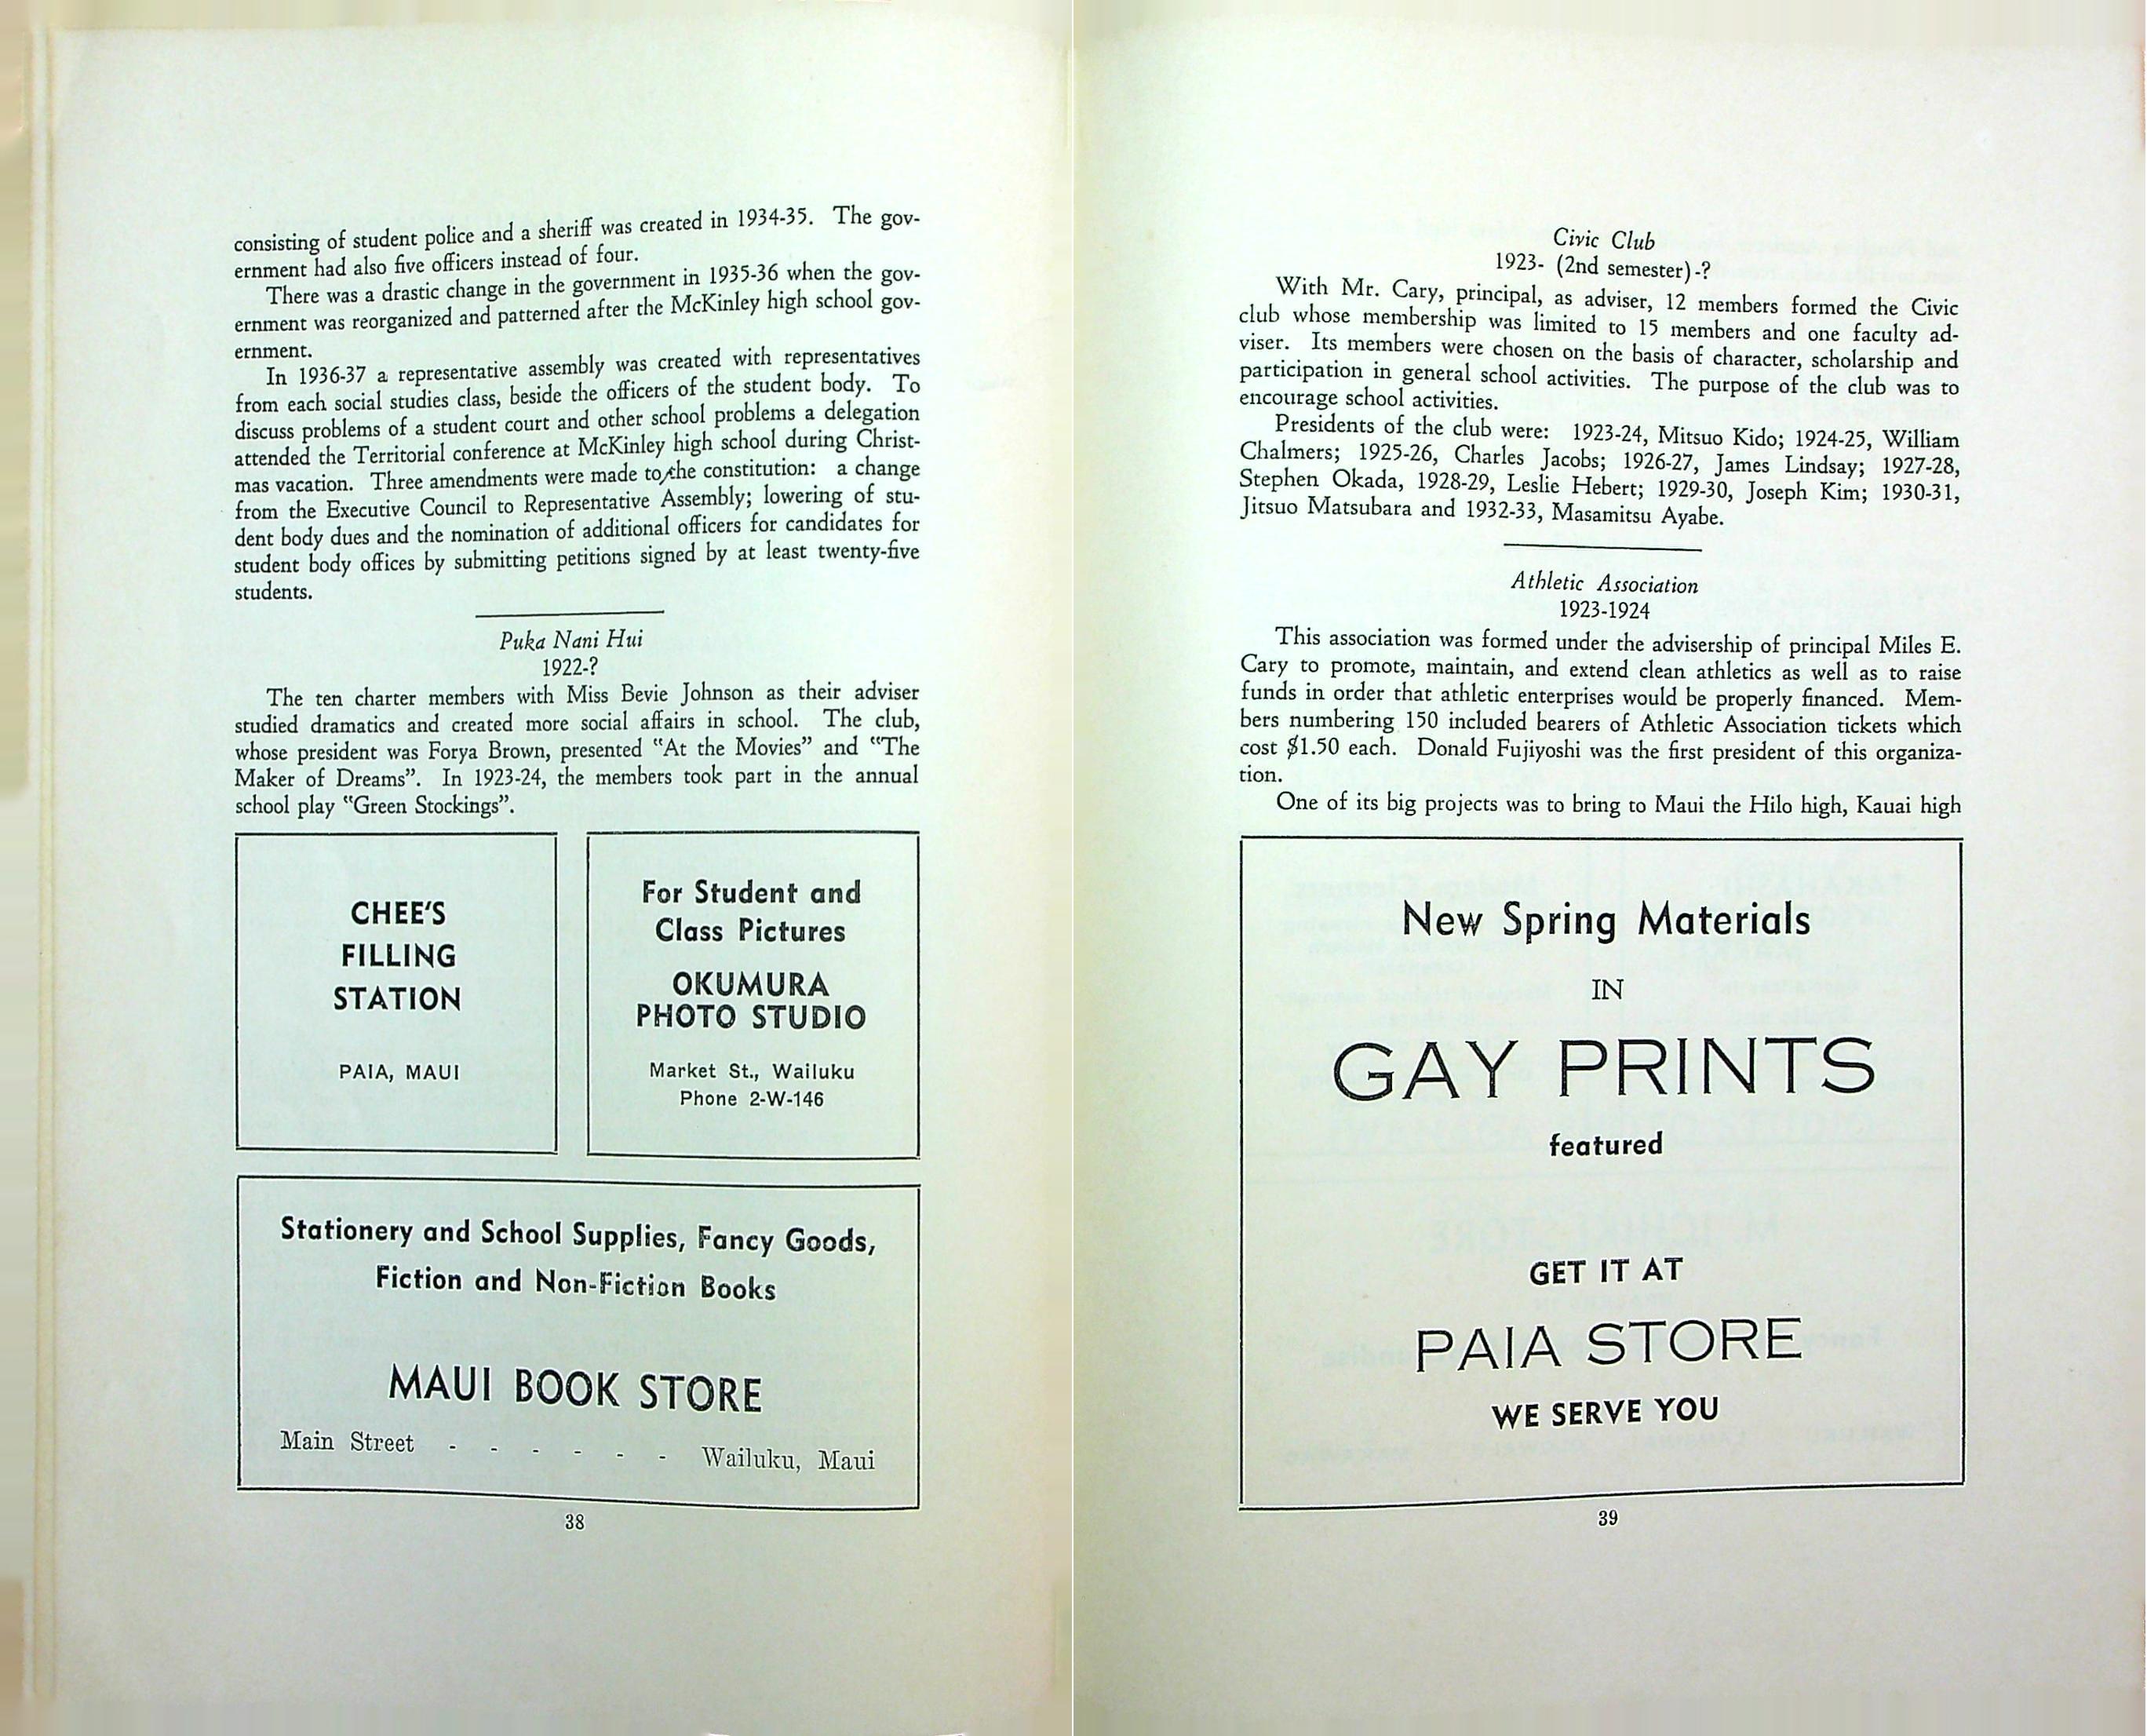 consisting of student police and a sheriff was created in 1934-35. The gov-
ernment had also five officers instead of four.
There was a drastic change in the government in 1935-36 when the gov-
ernment was reorganized and patterned after the McKinley high school gov-
ernment.
In 1936-37 a representative assembly was created with representatives
from each social studies class, beside the officers of the student body. To
discuss problems of a student court and other school problems a delegation
attended the Territorial conference at McKinley high school during Christ-
mas vacation. Three amendments were made to the constitution: a change
from the Executive Council to Representative Assembly; lowering of stu-
dent body dues and the nomination of additional officers for candidates for
student body offices by submitting petitions signed by at least twenty-five
students.
Puka Nani Hui
1922-?
The ten charter members with Miss Bevie Johnson as their adviser
studied dramatics and created more social affairs in school. The club,
whose president was Forya Brown, presented "At the Movies" and "The
Maker of Dreams". In 1923-24, the members took part in the annual
school play "Green Stockings".
CHEE'S
FILLING
STATION
PAIA, MAUI
For Student and
Class Pictures
OKUMURA
PHOTO STUDIO
Market St., Wailuku
Phone 2-W-146
Stationery and School Supplies, Fancy Goods,
Fiction and Non-Fiction Books
MAUI BOOK STORE
Main Street - - - - - - Wailuku, Maui
38
Civic Club
1923- (2nd semester)-?
With Mr. Cary, principal, as adviser, 12 members formed the Civic
club whose membership was limited to 15 members and one faculty ad-
viser. Its members were chosen on the basis of character, scholarship and
participation in general school activities. The purpose of the club was to
encourage school activities.
Presidents of the club were: 1923-24, Mitsuo Kido; 1924-25, William
Chalmers; 1925-26, Charles Jacobs; 1926-27, James Lindsay; 1927-28,
Stephen Okada, 1928-29, Leslie Hebert; 1929-30, Joseph Kim; 1930-31,
Jitsuo Matsubara and 1932-33, Masamitsu Ayabe.
Athletic Association
1923-1924
This association was formed under the advisership of principal Miles E.
Cary to promote, maintain, and extend clean athletics as well as to raise
funds in order that athletic enterprises would be properly financed. Mem-
bers numbering 150 included bearers of Athletic Association tickets which
cost $1.50 each. Donald Fujiyoshi was the first president of this organiza-
tion.
One of its big projects was to bring to Maui the Hilo high, Kauai high
New Spring Materials
IN
GAY PRINTS
featured
GET IT AT
PAIA STORE
WE SERVE YOU
39